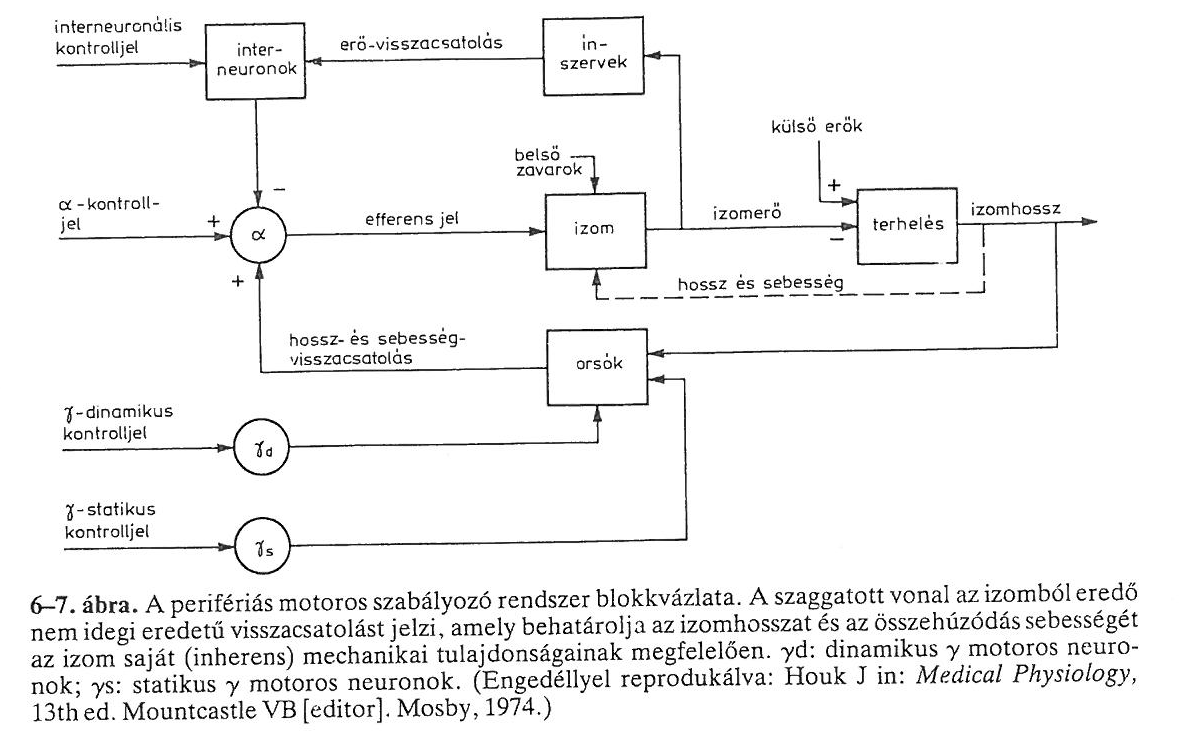 interneuronális
kontrolljel
inter-
neuronok
erő-visszacsatolás
ín-
szervek
külső erők
+
belső
zavarok
−
α-kontroll-
jel
+
α
efferens jel
izom
izomerő
−
terhelés
izomhossz
+
hossz és sebesség
hossz- és sebesség-
visszacsatolás
orsók
γ-dinamikus
kontrolljel
γd
γ-statikus
kontrolljel
γs
6–7. ábra. A perifériás motoros szabályozó rendszer blokkvázlata. A szaggatott vonal az izomból eredő
nem idegi eredetű visszacsatolást jelzi, amely behatárolja az izomhosszat és az összehúzódás sebességét
az izom saját (inherens) mechanikai tulajdonságainak megfelelően. γd: dinamikus γ motoros neuro-
nok; γs: statikus γ motoros neuronok. (Engedéllyel reprodukálva: Houk J in: Medical Physiology,
13th ed. Mountcastle VB [editor]. Mosby, 1974.)